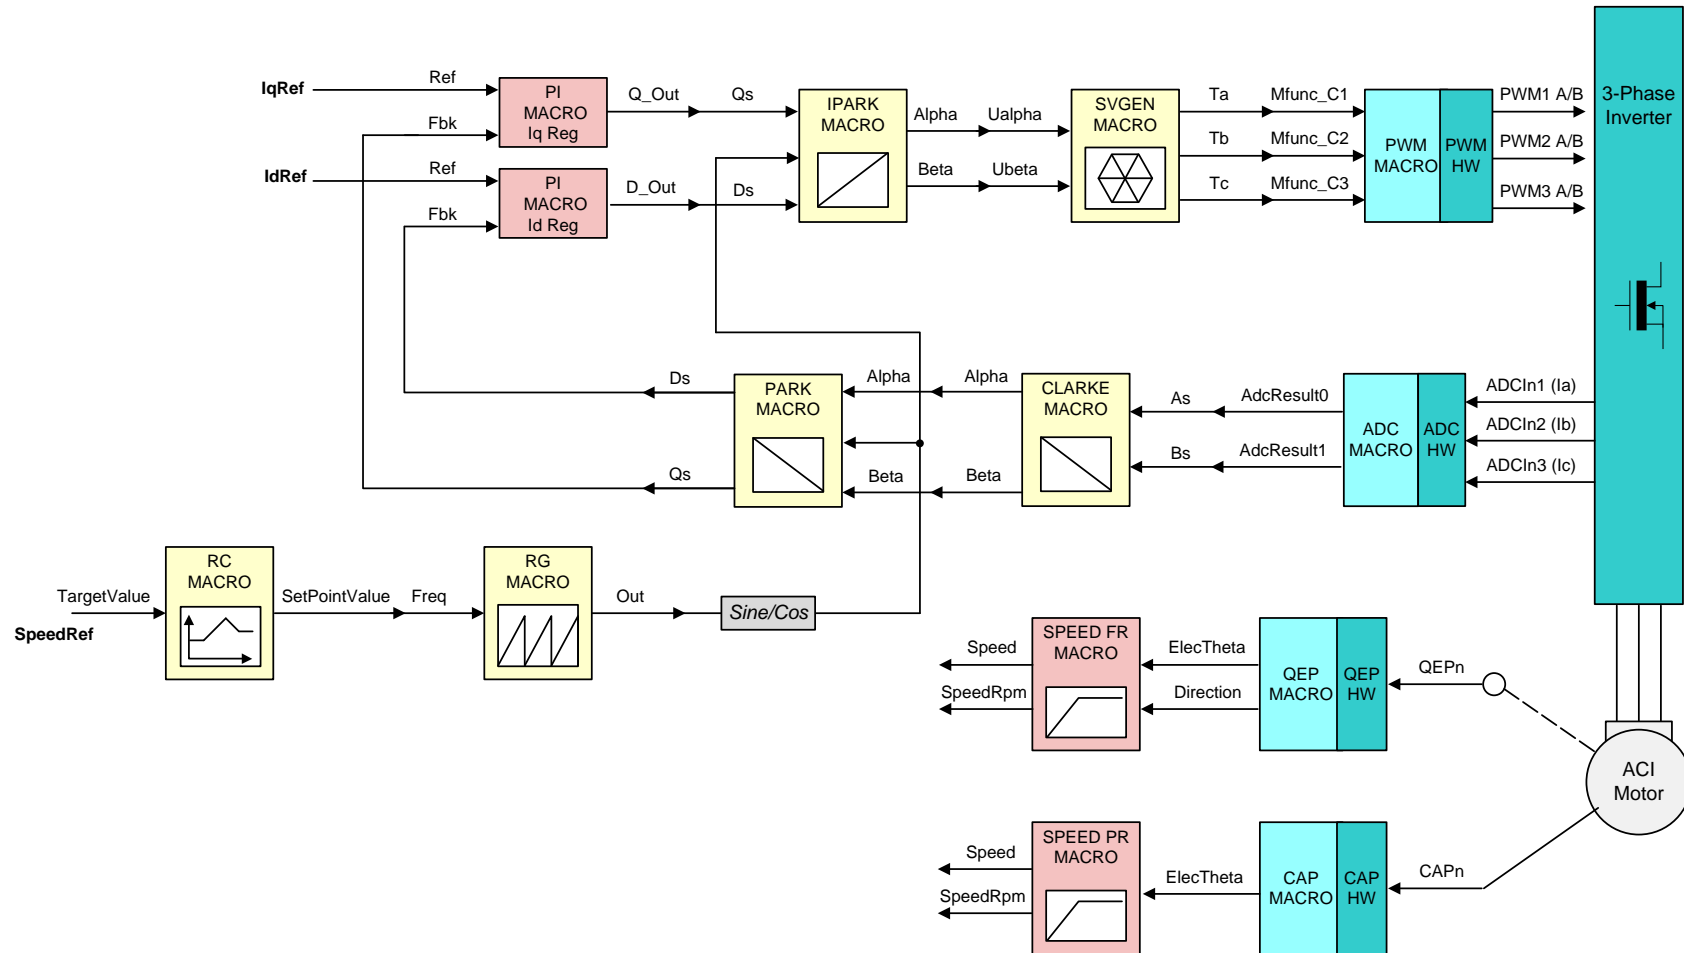 IqRef
Ref
Fbk
PI
MACRO
Iq Reg
Q_Out
Qs
IdRef
Ref
Fbk
PI
MACRO
Id Reg
D_Out
Ds
IPARK
MACRO
Alpha
Ualpha
Beta
Ubeta
SVGEN
MACRO
Ta
Mfunc_C1
Tb
Mfunc_C2
Tc
Mfunc_C3
PWM
MACRO
PWM
HW
PWM1 A/B
PWM2 A/B
PWM3 A/B
3-Phase
Inverter
Ds
Qs
PARK
MACRO
Alpha
Alpha
Beta
Beta
CLARKE
MACRO
As
AdcResult0
Bs
AdcResult1
ADC
MACRO
ADC
HW
ADCIn1 (Ia)
ADCIn2 (Ib)
ADCIn3 (Ic)
TargetValue
SpeedRef
RC
MACRO
SetPointValue
Freq
RG
MACRO
Out
Sine/Cos
Speed
SpeedRpm
SPEED FR
MACRO
ElecTheta
Direction
QEP
MACRO
QEP
HW
QEPn
ACI
Motor
Speed
SpeedRpm
SPEED PR
MACRO
ElecTheta
CAP
MACRO
CAP
HW
CAPn